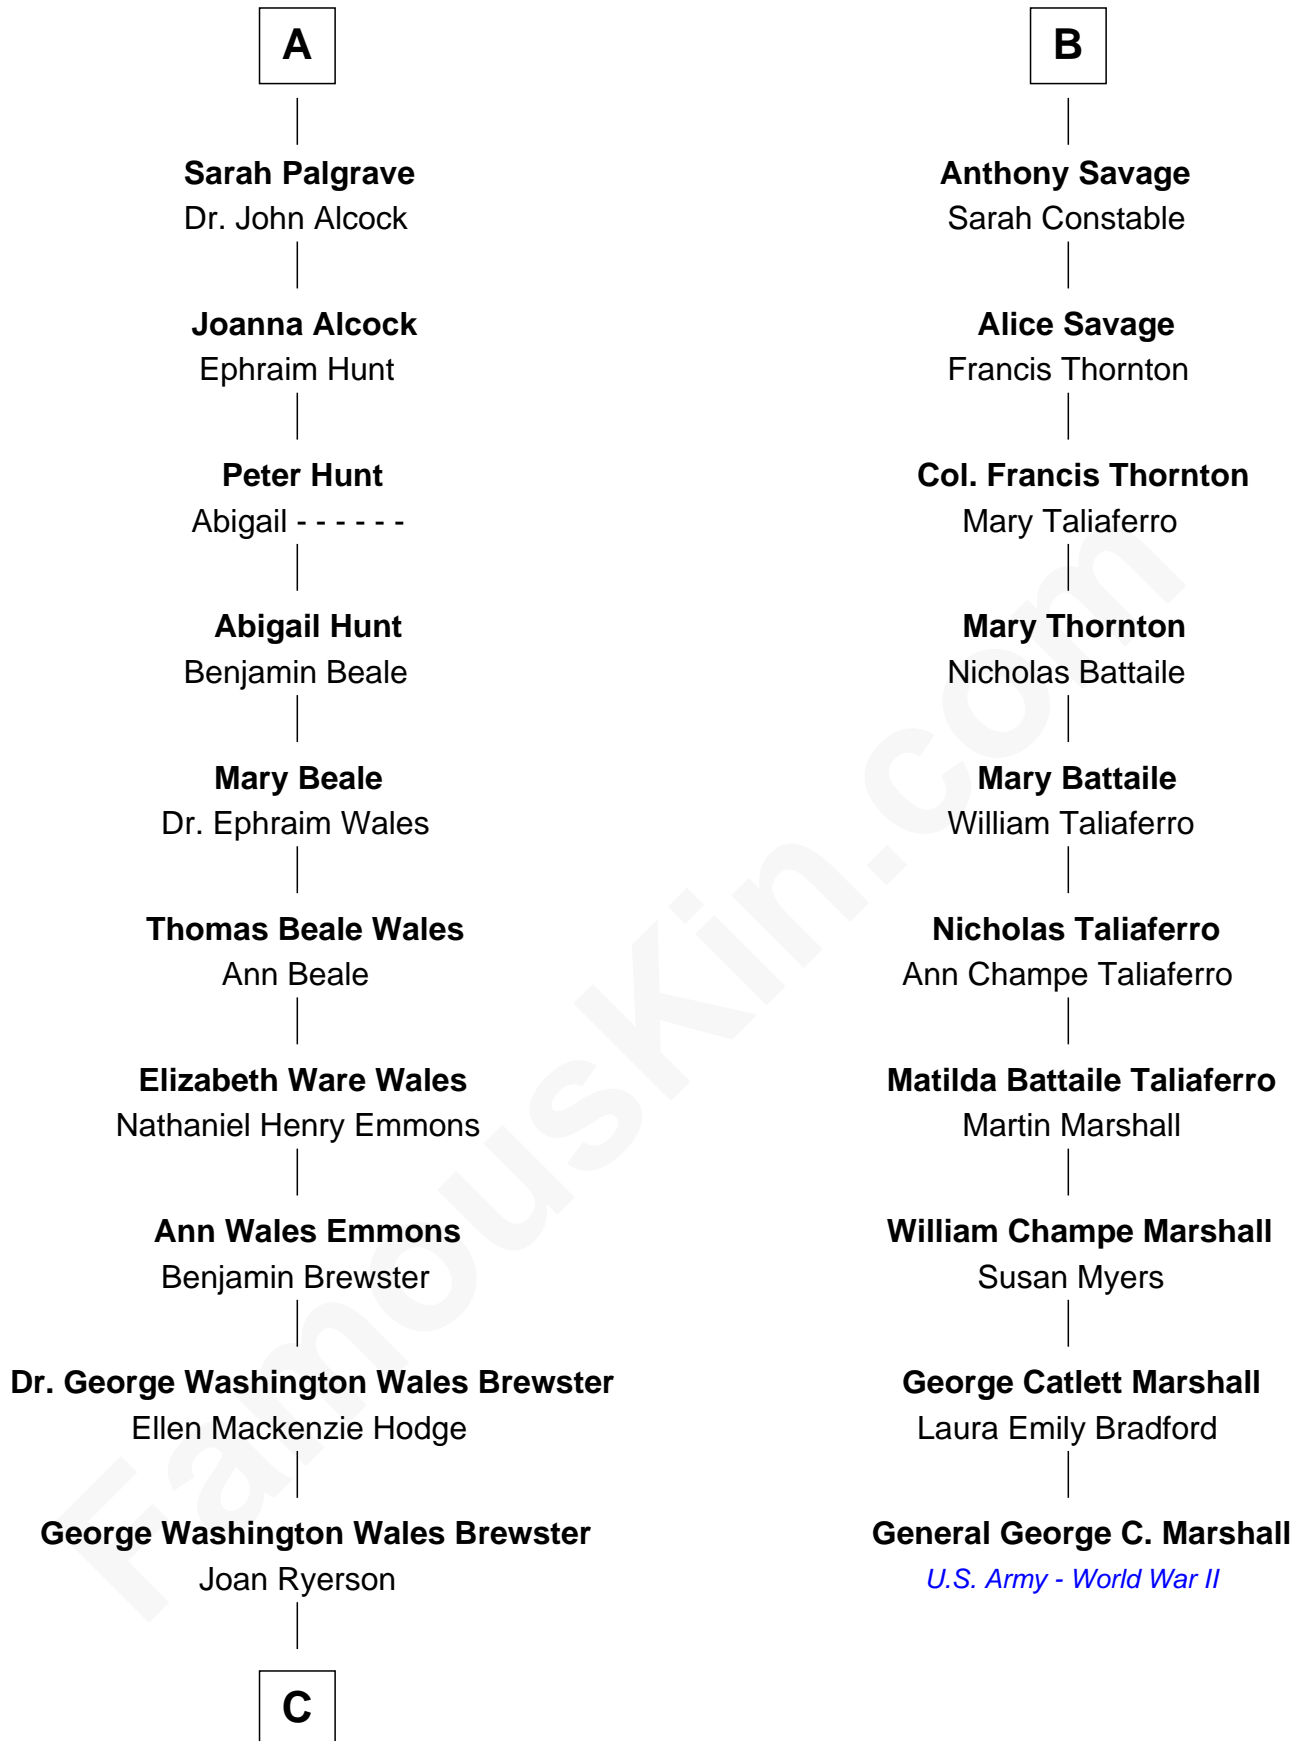 A
Sarah Palgrave
Dr. John Alcock
Joanna Alcock
Ephraim Hunt
Peter Hunt
Abigail - - - - - -
Abigail Hunt
Benjamin Beale
Mary Beale
Dr. Ephraim Wales
Thomas Beale Wales
Ann Beale
Elizabeth Ware Wales
Nathaniel Henry Emmons
Ann Wales Emmons
Benjamin Brewster
Dr. George Washington Wales Brewster
Ellen Mackenzie Hodge
George Washington Wales Brewster
Joan Ryerson
C
B
Anthony Savage
Sarah Constable
Alice Savage
Francis Thornton
Col. Francis Thornton
Mary Taliaferro
Mary Thornton
Nicholas Battaile
Mary Battaile
William Taliaferro
Nicholas Taliaferro
Ann Champe Taliaferro
Matilda Battaile Taliaferro
Martin Marshall
William Champe Marshall
Susan Myers
George Catlett Marshall
Laura Emily Bradford
General George C. Marshall
U.S. Army - World War II
FamousKin.com